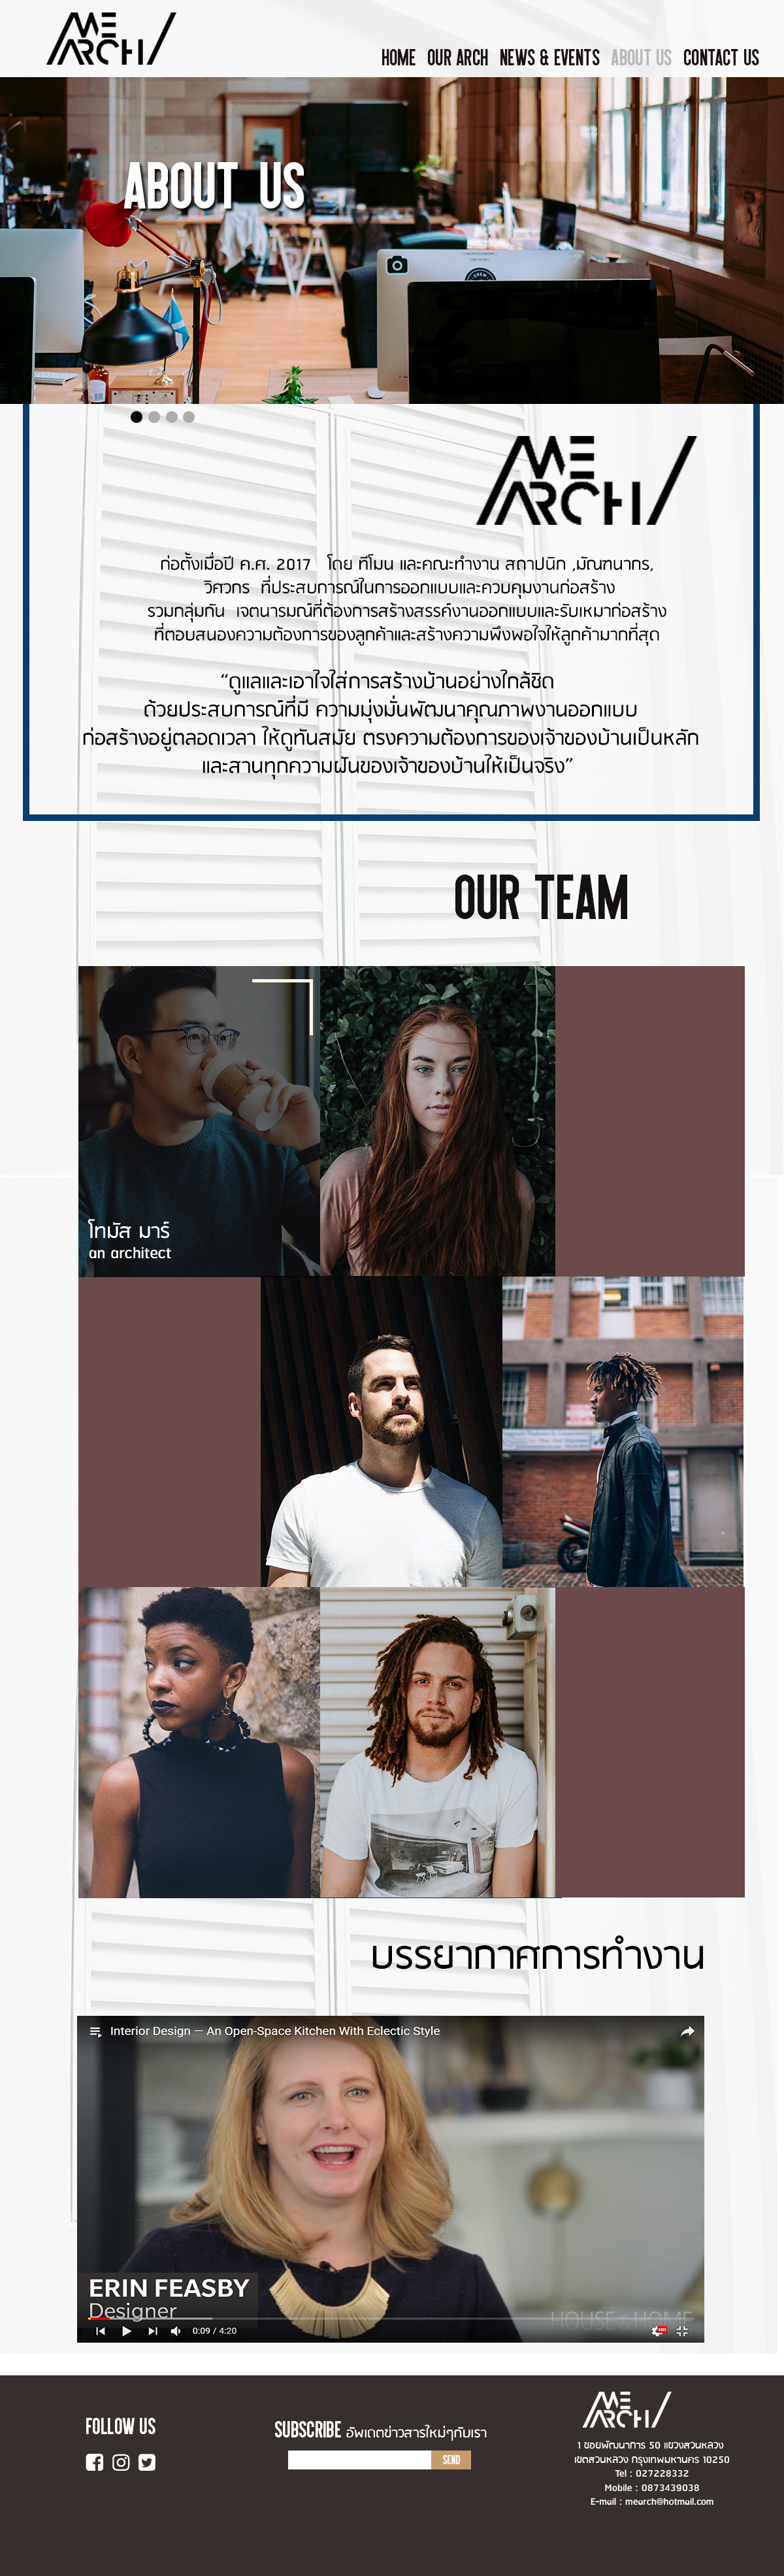 ME
ARCH/
HOME OUR ARCH NEWS & EVENTS ABOUT US CONTACT US
ABOUT US
CREW
ME
ARCH/
ก่อตั้งเมื่อปี ค.ศ. 2017 โดย ทีโมน และคณะทำงาน สถาปนิก ,มัณฑนากร,
วิศวกร ที่ประสบการณ์ในการออกแบบและควบคุมงานก่อสร้าง
รวมกลุ่มกัน เจตนารมณ์ที่ต้องการสร้างสรรค์งานออกแบบและรับเหมาก่อสร้าง
ที่ตอบสนองความต้องการของลูกค้าและสร้างความพึงพอใจให้ลูกค้ามากที่สุด
“ดูแลและเอาใจใส่การสร้างบ้านอย่างใกล้ชิด
ด้วยประสบการณ์ที่มี ความมุ่งมั่นพัฒนาคุณภาพงานออกแบบ
ก่อสร้างอยู่ตลอดเวลา ให้ดูทันสมัย ตรงความต้องการของเจ้าของบ้านเป็นหลัก
และสานทุกความฝันของเจ้าของบ้านให้เป็นจริง”
OUR TEAM
โทมัส มาร์
an architect
บรรยากาศการทำงาน
Interior Design — An Open-Space Kitchen With Eclectic Style
ERIN FEASBY
Designer
HOUSE & HOME
0:09 / 4:20
HD
FOLLOW US
SUBSCRIBE อัพเดตข่าวสารใหม่ๆกับเรา
SEND
ME
ARCH/
1 ซอยพัฒนาการ 50 แขวงสวนหลวง
เขตสวนหลวง กรุงเทพมหานคร 10250
Tel : 027228332
Mobile : 0873439038
E-mail : mearch@hotmail.com